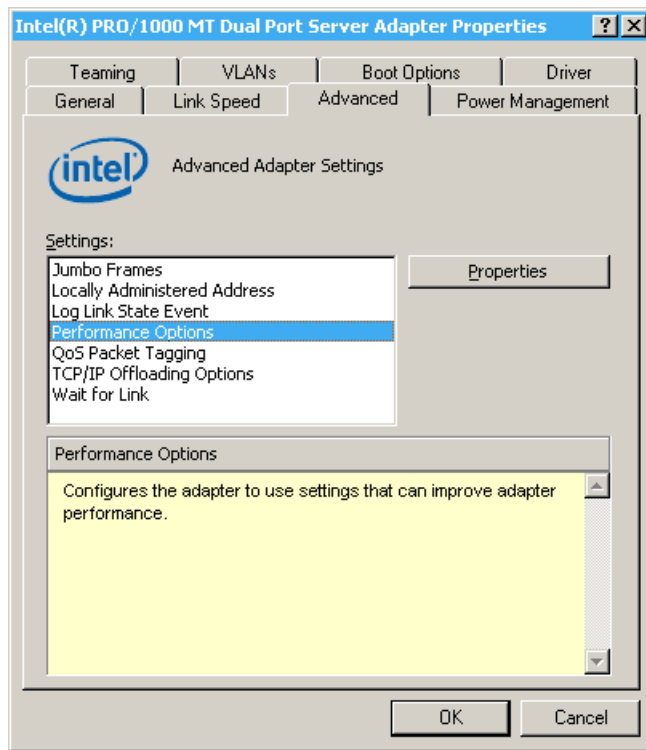 Intel(R) PRO/1000 MT Dual Port Server Adapter Properties
Teaming VLANs Boot Options Driver
General Link Speed Advanced Power Management
intel
Advanced Adapter Settings
Settings:
Jumbo Frames
Locally Administered Address
Log Link State Event
Performance Options
QoS Packet Tagging
TCP/IP Offloading Options
Wait for Link
Properties
Performance Options
Configures the adapter to use settings that can improve adapter
performance.
OK Cancel